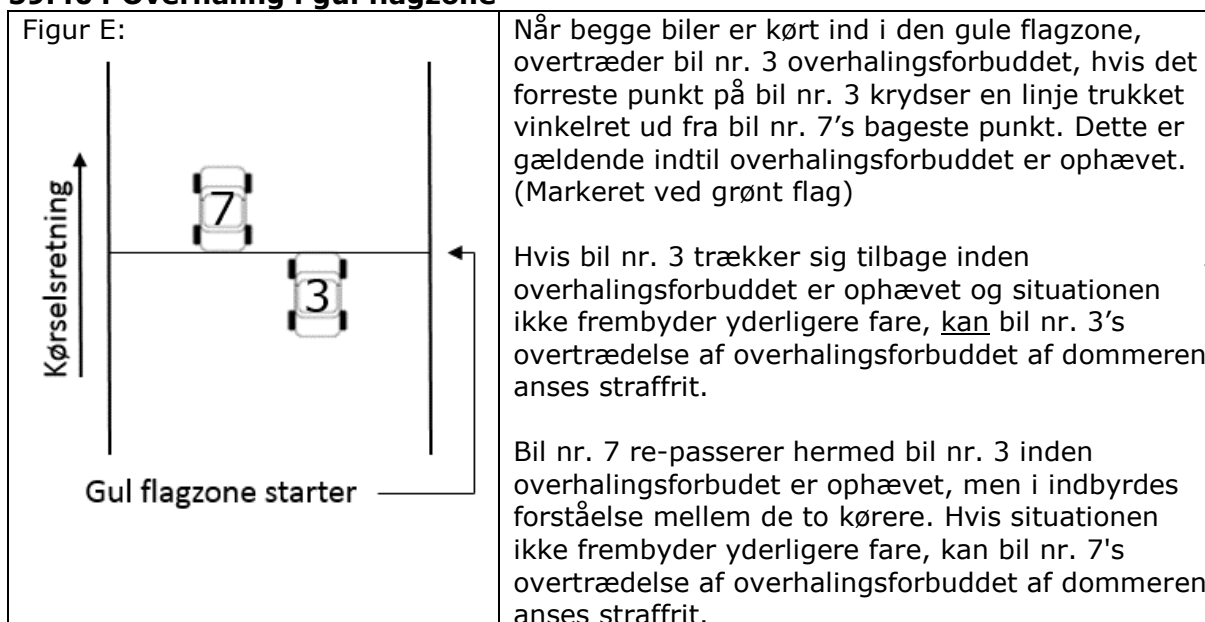 Figur E:
7
3
Kørselsretning
Gul flagzone starter
Når begge biler er kørt ind i den gule flagzone,
overtræder bil nr. 3 overhalingsforbuddet, hvis det
forreste punkt på bil nr. 3 krydser en linje trukket
vinkelret ud fra bil nr. 7’s bageste punkt. Dette er
gældende indtil overhalingsforbuddet er ophævet.
(Markeret ved grønt flag)
Hvis bil nr. 3 trækker sig tilbage inden
overhalingsforbuddet er ophævet og situationen
ikke frembyder yderligere fare, kan bil nr. 3’s
overtrædelse af overhalingsforbuddet af dommeren
anses straffrit.
Bil nr. 7 re-passerer hermed bil nr. 3 inden
overhalingsforbudet er ophævet, men i indbyrdes
forståelse mellem de to kørere. Hvis situationen
ikke frembyder yderligere fare, kan bil nr. 7's
overtrædelse af overhalingsforbuddet af dommeren
anses straffrit.